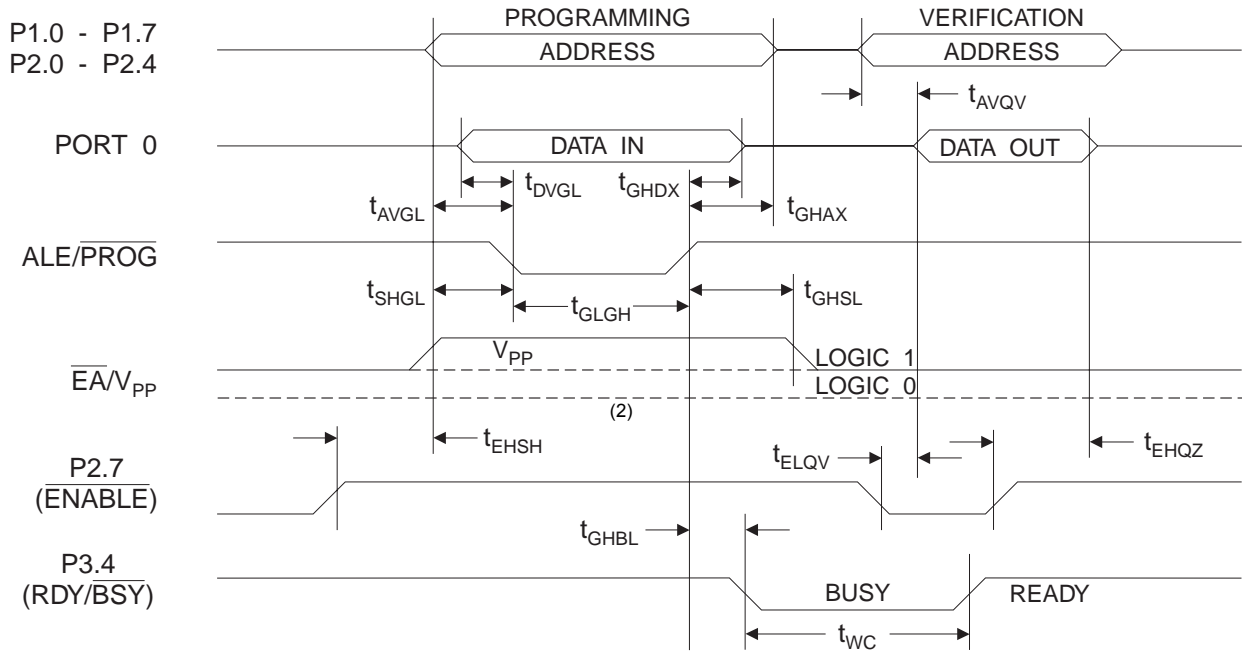 PROGRAMMING VERIFICATION
P1.0 - P1.7
P2.0 - P2.4
ADDRESS ADDRESS
tAVQV
PORT 0 DATA IN DATA OUT
tDVGL tGHDX
tAVGL tGHAX
ALE/PROG
tSHGL tGLGH tGHSL
VPP LOGIC 1
EA/VPP LOGIC 0
(2)
tEHSH tELQV tEHQZ
P2.7
(ENABLE)
tGHBL
P3.4
(RDY/BSY) BUSY READY
tWC